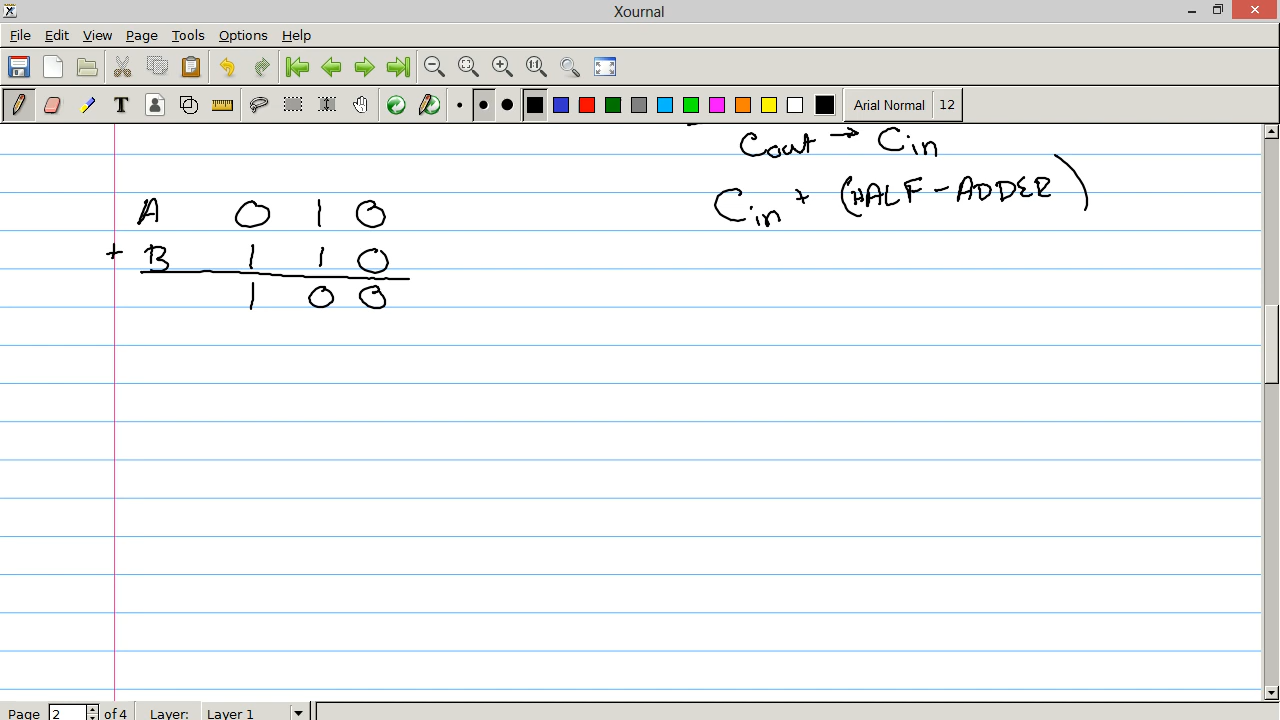 Xournal
File Edit View Page Tools Options Help
T Arial Normal 12
Cout → Cin
Cin + (HALF-ADDER)
A 0 1 0
+ B 1 1 0
1 0 0
Page 2 of 4 Layer: Layer 1